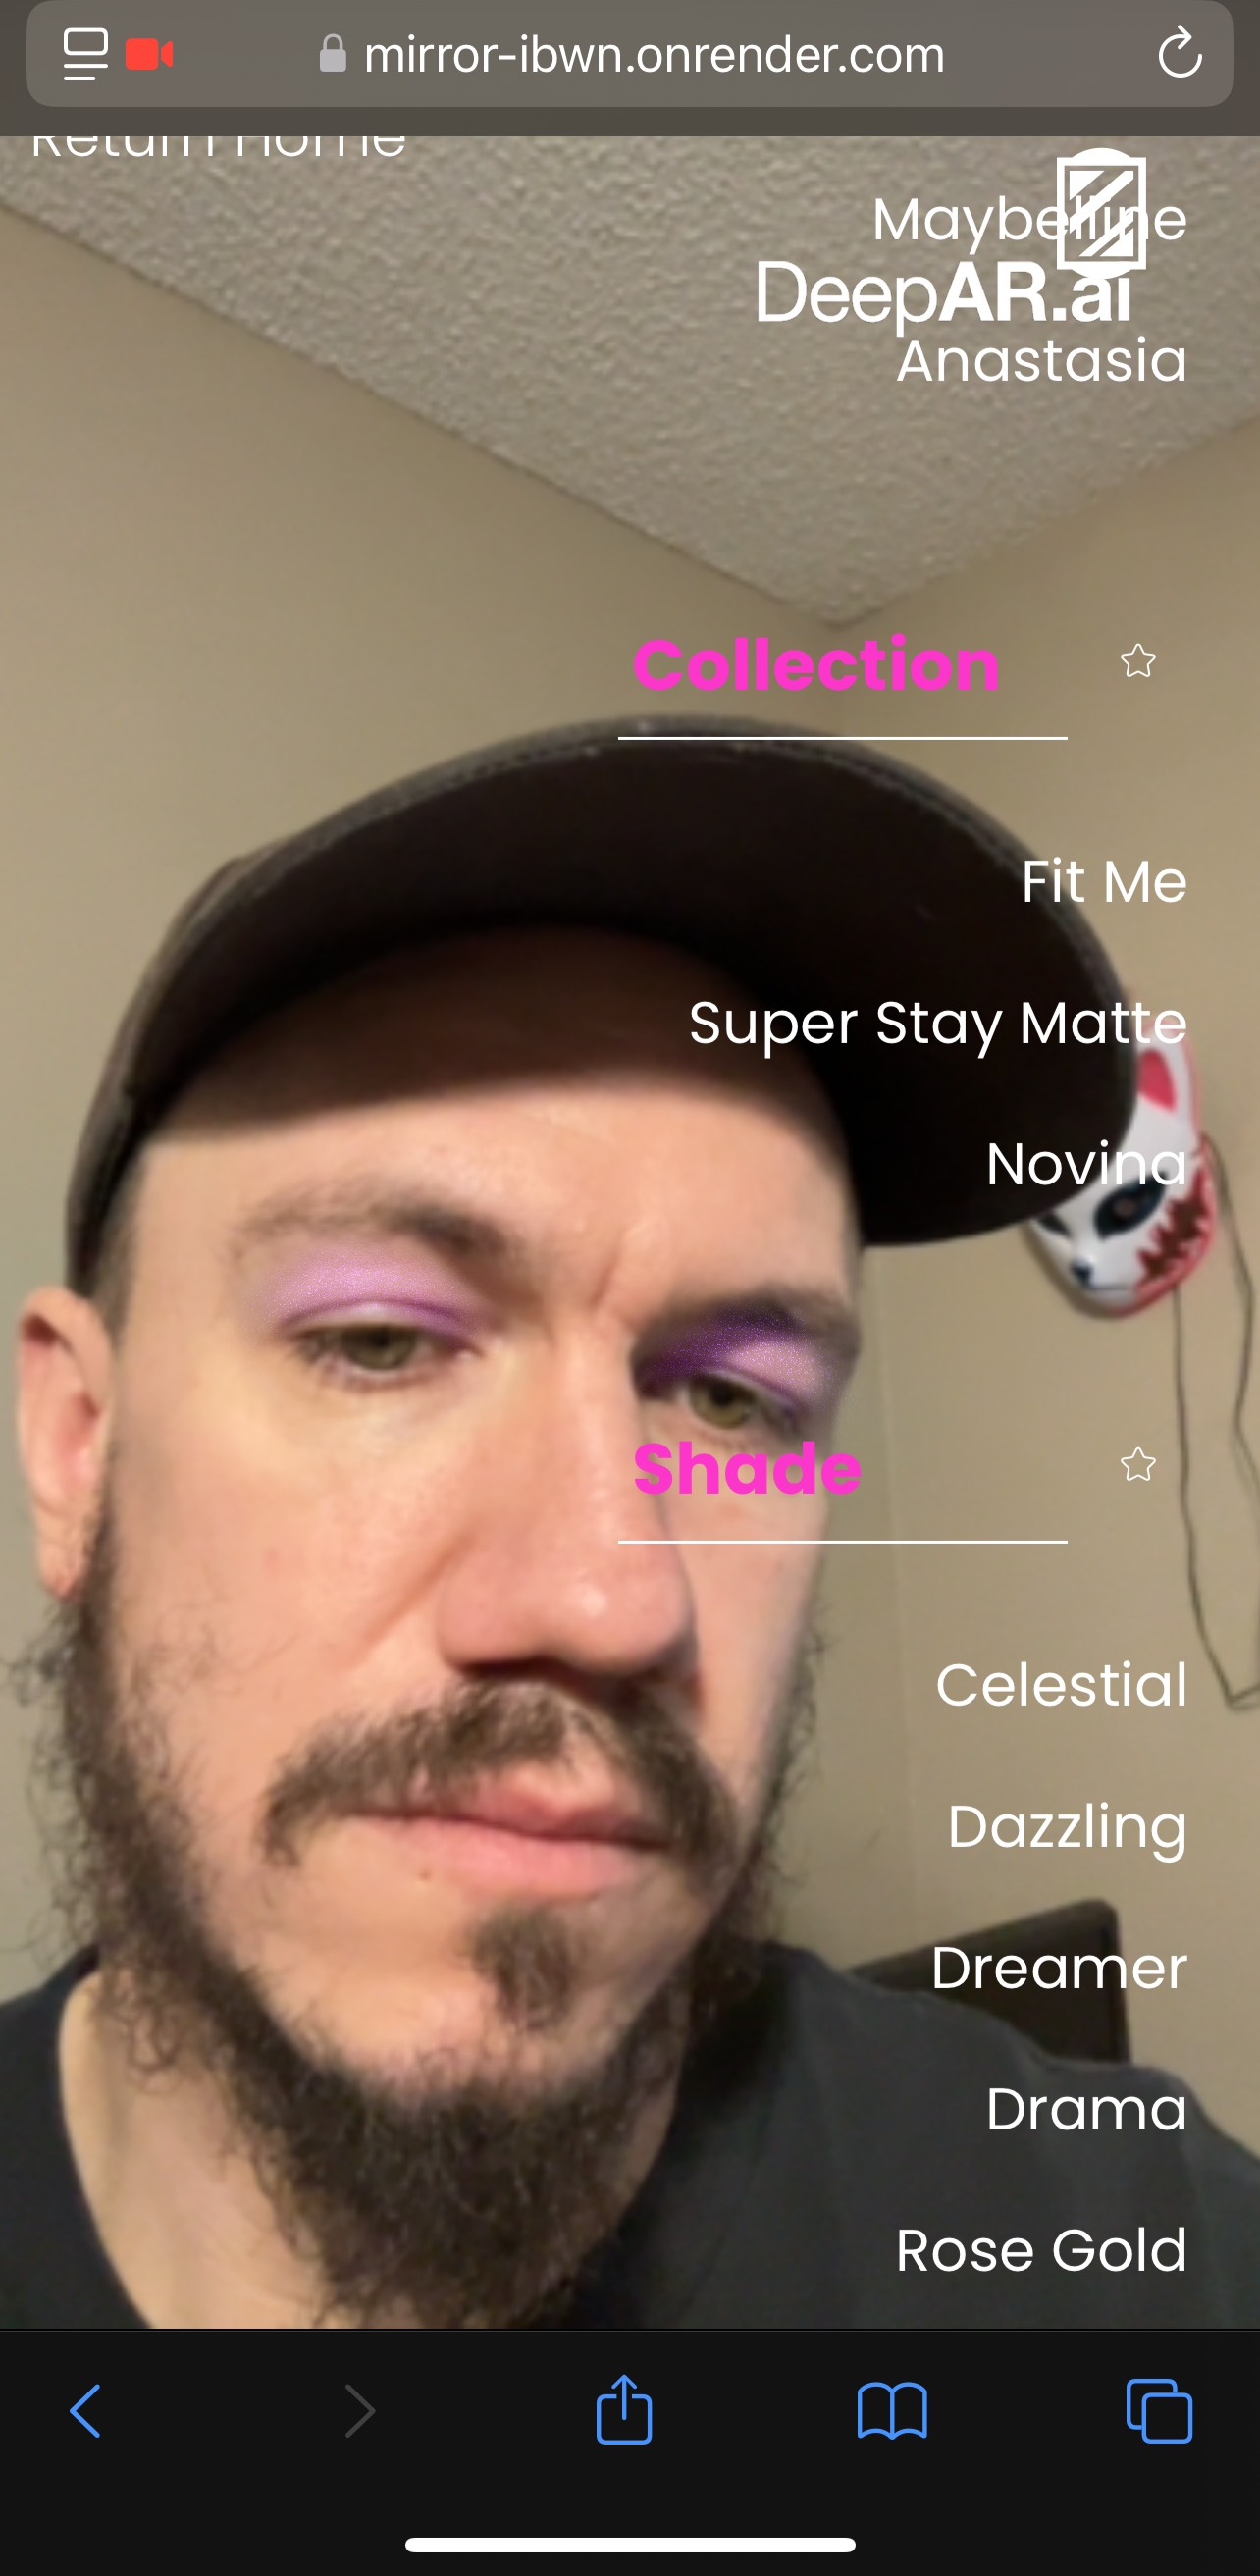 mirror-ibwn.onrender.com
Return Home
Maybelline
DeepAR.ai
Anastasia
Collection
Fit Me
Super Stay Matte
Novina
Shade
Celestial
Dazzling
Dreamer
Drama
Rose Gold